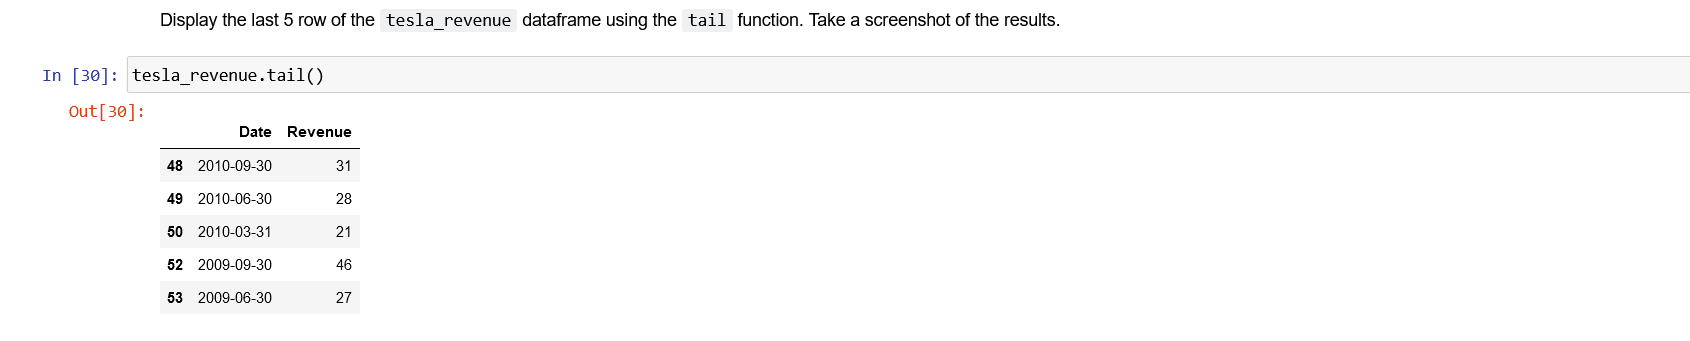 Display the last 5 row of the tesla_revenue dataframe using the tail function. Take a screenshot of the results.
In [30]: tesla_revenue.tail()
Out[30]:
Date Revenue
48 2010-09-30 31
49 2010-06-30 28
50 2010-03-31 21
52 2009-09-30 46
53 2009-06-30 27